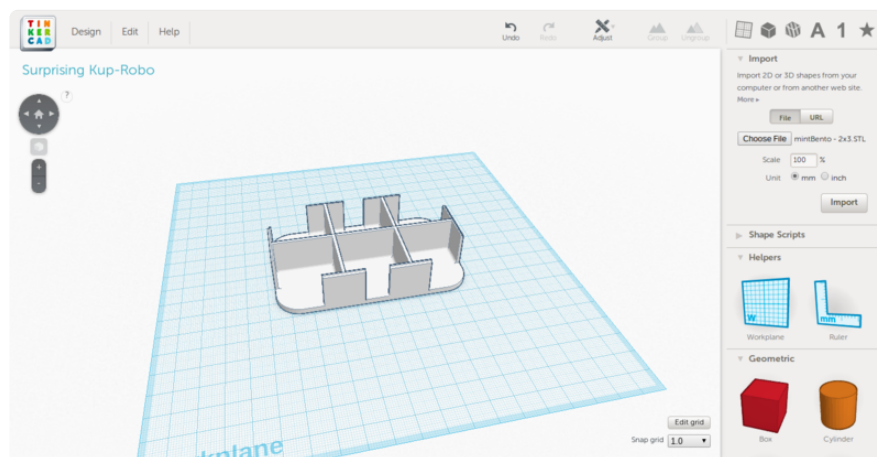 TIN
KER
CAD
Design
Edit
Help
Undo
Redo
Adjust
Group
Ungroup
A
1
Surprising Kup-Robo
?
+
-
Import
Import 2D or 3D shapes from your
computer or from another web site.
More
File
URL
Choose File mintBento - 2x3.STL
Scale 100 %
Unit mm inch
Import
Shape Scripts
Helpers
W
mm
Workplane
Ruler
Geometric
Box
Cylinder
Edit grid
Snap grid 1.0